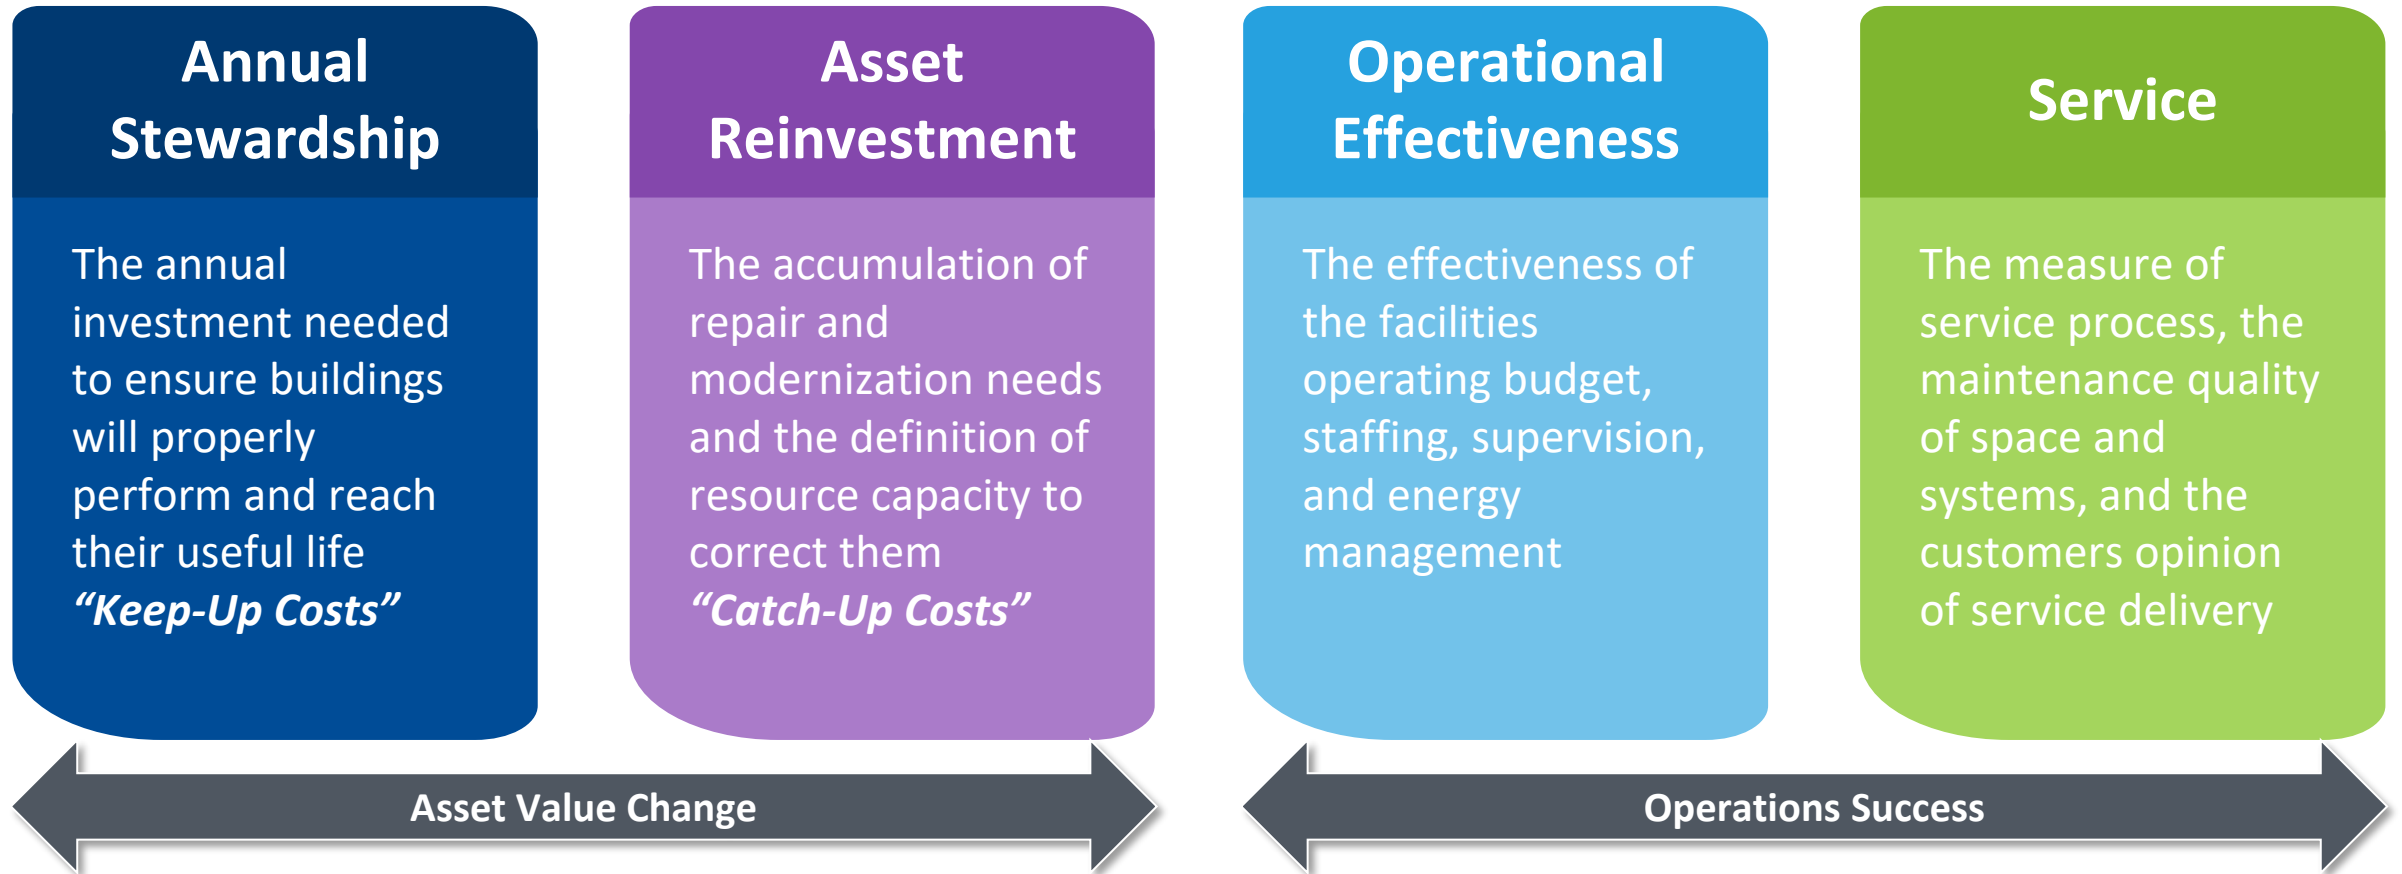 Annual
Stewardship
The annual
investment needed
to ensure buildings
will properly
perform and reach
their useful life
“Keep-Up Costs”
Asset
Reinvestment
The accumulation of
repair and
modernization needs
and the definition of
resource capacity to
correct them
“Catch-Up Costs”
Operational
Effectiveness
The effectiveness of
the facilities
operating budget,
staffing, supervision,
and energy
management
Service
The measure of
service process, the
maintenance quality
of space and
systems, and the
customers opinion
of service delivery
Asset Value Change
Operations Success